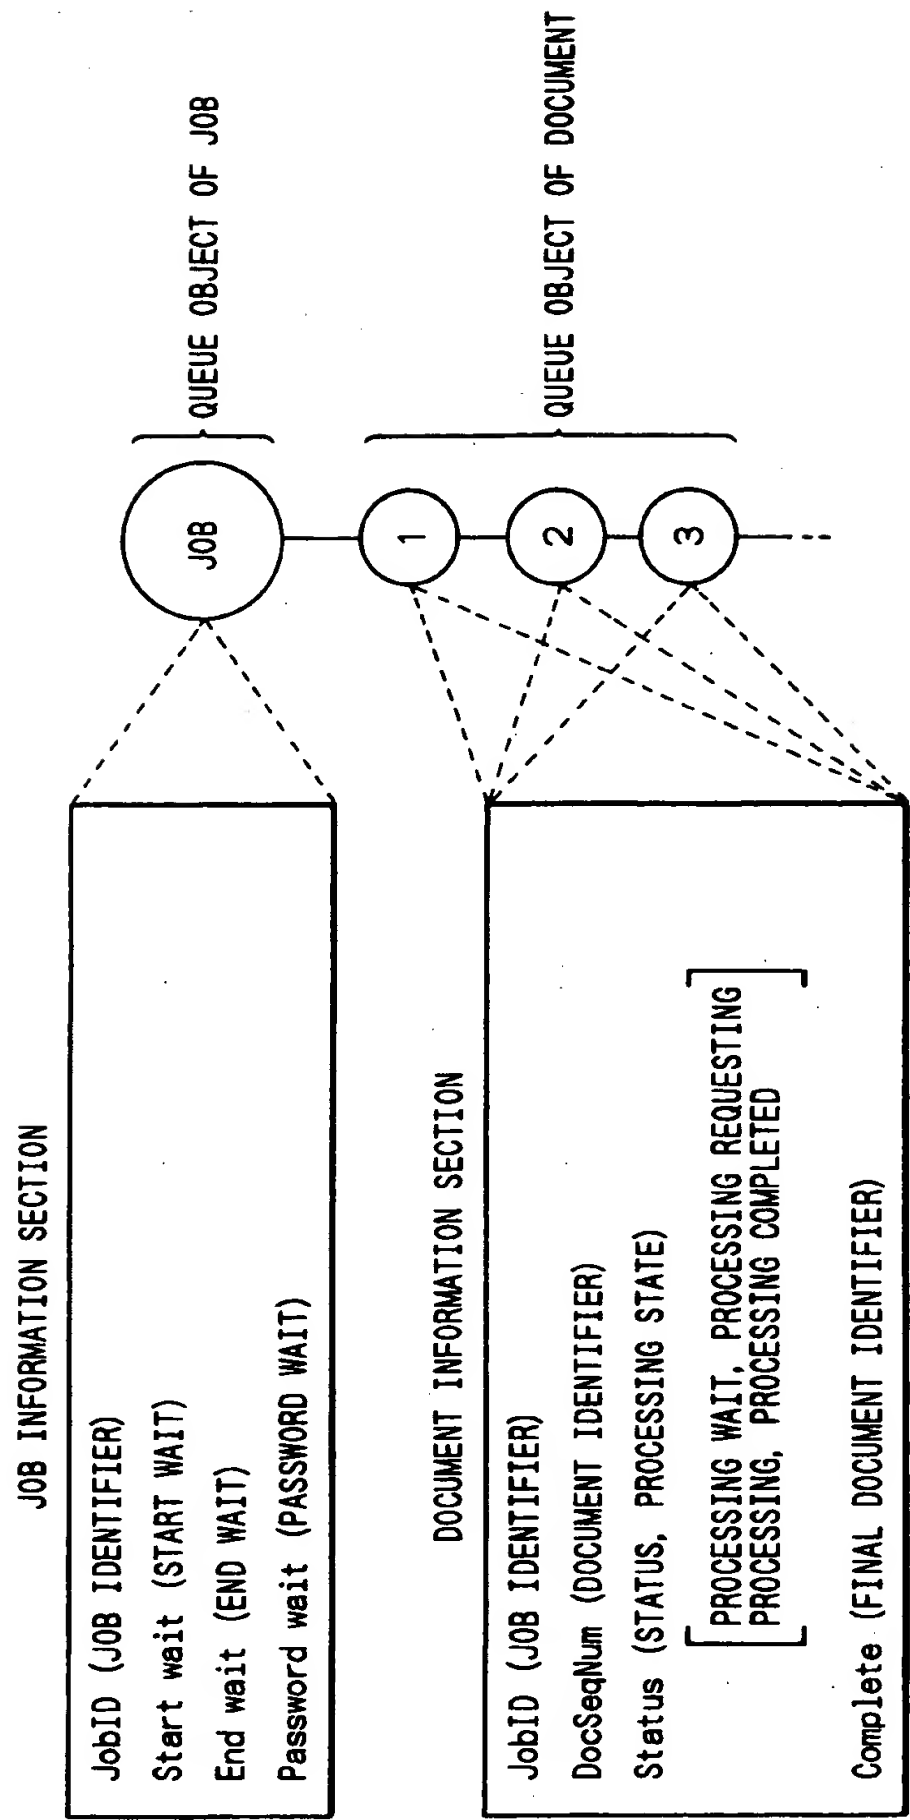 JOB INFORMATION SECTION
JobID (JOB IDENTIFIER)
Start wait (START WAIT)
End wait (END WAIT)
Password wait (PASSWORD WAIT)
JOB
QUEUE OBJECT OF JOB
DOCUMENT INFORMATION SECTION
JobID (JOB IDENTIFIER)
DocSeqNum (DOCUMENT IDENTIFIER)
Status (STATUS, PROCESSING STATE)
PROCESSING WAIT, PROCESSING REQUESTING
PROCESSING, PROCESSING COMPLETED
Complete (FINAL DOCUMENT IDENTIFIER)
1
2
3
QUEUE OBJECT OF DOCUMENT